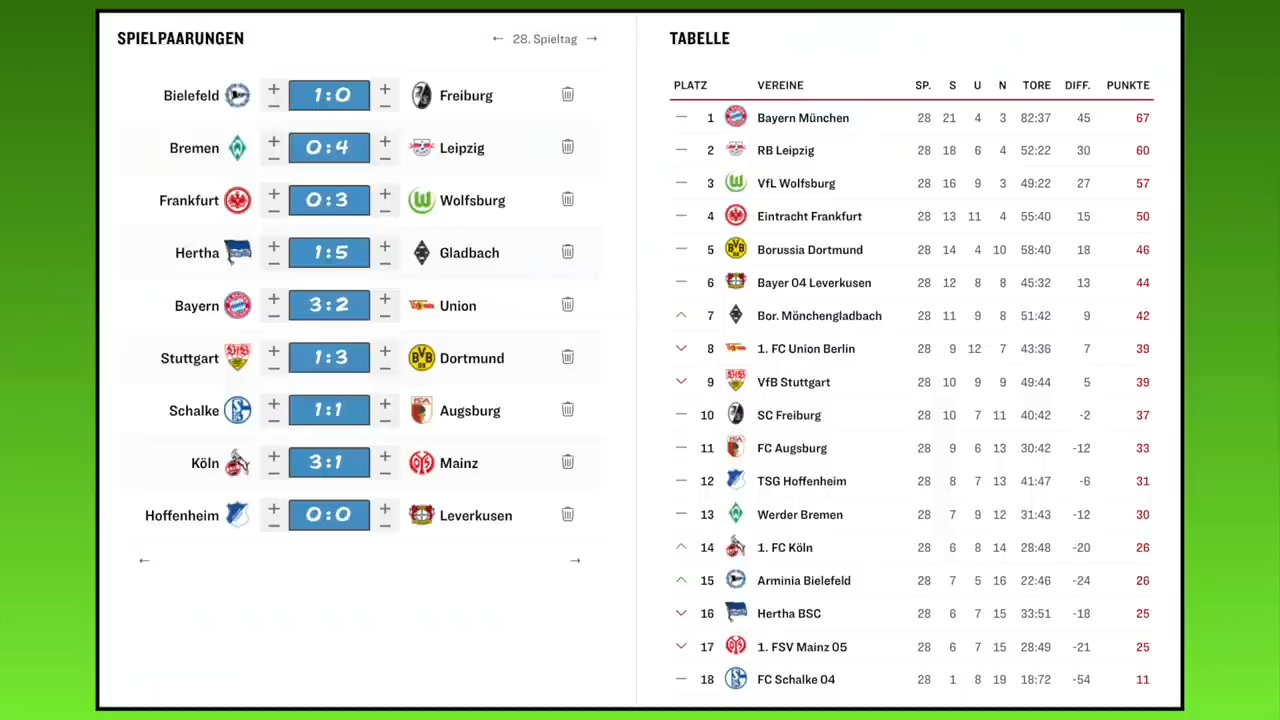 SPIELPAARUNGEN
← 28. Spieltag →
Bielefeld + − 1:0 + − Freiburg
Bremen + − 0:4 + − Leipzig
Frankfurt + − 0:3 + − Wolfsburg
Hertha + − 1:5 + − Gladbach
Bayern + − 3:2 + − Union
Stuttgart + − 1:3 + − Dortmund
Schalke + − 1:1 + − Augsburg
Köln + − 3:1 + − Mainz
Hoffenheim + − 0:0 + − Leverkusen
← →
TABELLE
PLATZ VEREINE SP. S U N TORE DIFF. PUNKTE
1 Bayern München 28 21 4 3 82:37 45 67
2 RB Leipzig 28 18 6 4 52:22 30 60
3 VfL Wolfsburg 28 16 9 3 49:22 27 57
4 Eintracht Frankfurt 28 13 11 4 55:40 15 50
5 Borussia Dortmund 28 14 4 10 58:40 18 46
6 Bayer 04 Leverkusen 28 12 8 8 45:32 13 44
7 Bor. Mönchengladbach 28 11 9 8 51:42 9 42
8 1. FC Union Berlin 28 9 12 7 43:36 7 39
9 VfB Stuttgart 28 10 9 9 49:44 5 39
10 SC Freiburg 28 10 7 11 40:42 -2 37
11 FC Augsburg 28 9 6 13 30:42 -12 33
12 TSG Hoffenheim 28 8 7 13 41:47 -6 31
13 Werder Bremen 28 7 9 12 31:43 -12 30
14 1. FC Köln 28 6 8 14 28:48 -20 26
15 Arminia Bielefeld 28 7 5 16 22:46 -24 26
16 Hertha BSC 28 6 7 15 33:51 -18 25
17 1. FSV Mainz 05 28 6 7 15 28:49 -21 25
18 FC Schalke 04 28 1 8 19 18:72 -54 11